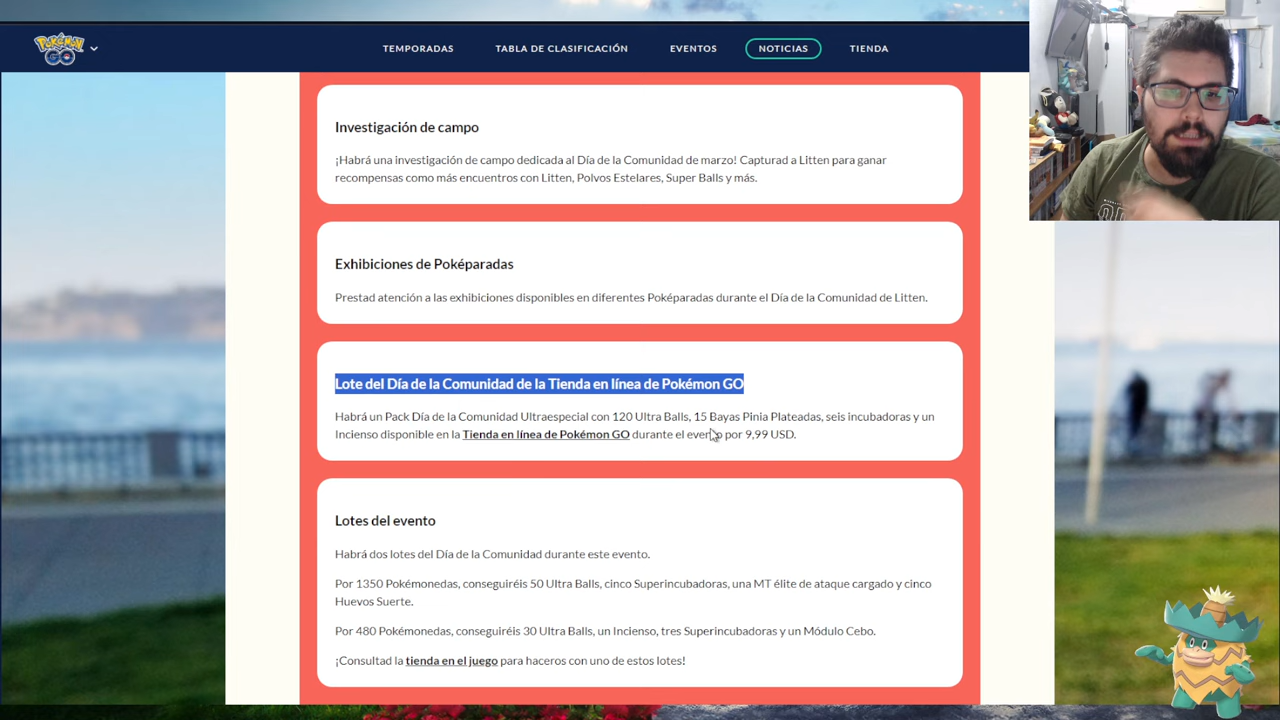 Pokémon GO
TEMPORADAS
TABLA DE CLASIFICACIÓN
EVENTOS
NOTICIAS
TIENDA
Investigación de campo
¡Habrá una investigación de campo dedicada al Día de la Comunidad de marzo! Capturad a Litten para ganar
recompensas como más encuentros con Litten, Polvos Estelares, Super Balls y más.
Exhibiciones de Poképaradas
Prestad atención a las exhibiciones disponibles en diferentes Poképaradas durante el Día de la Comunidad de Litten.
Lote del Día de la Comunidad de la Tienda en línea de Pokémon GO
Habrá un Pack Día de la Comunidad Ultraespecial con 120 Ultra Balls, 15 Bayas Pinia Plateadas, seis incubadoras y un
Incienso disponible en la Tienda en línea de Pokémon GO durante el evento por 9,99 USD.
Lotes del evento
Habrá dos lotes del Día de la Comunidad durante este evento.
Por 1350 Pokémonedas, conseguiréis 50 Ultra Balls, cinco Superincubadoras, una MT élite de ataque cargado y cinco
Huevos Suerte.
Por 480 Pokémonedas, conseguiréis 30 Ultra Balls, un Incienso, tres Superincubadoras y un Módulo Cebo.
¡Consultad la tienda en el juego para haceros con uno de estos lotes!